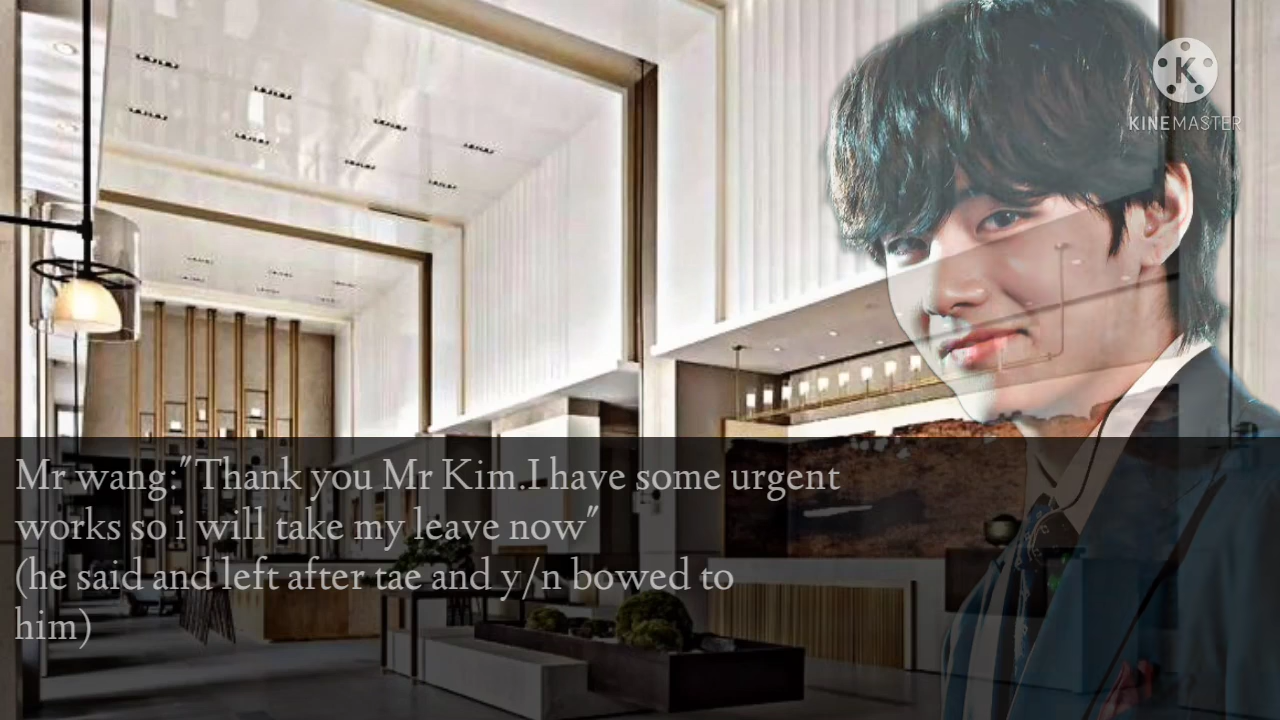 KINEMASTER
Mr wang:"Thank you Mr Kim.I have some urgent
works so i will take my leave now"
(he said and left after tae and y/n bowed to
him)